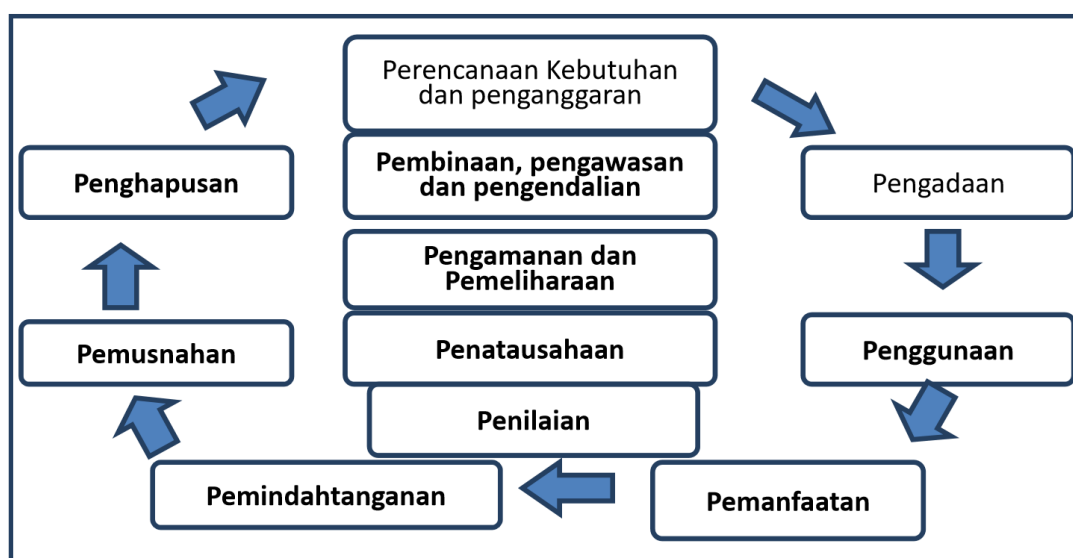 Perencanaan Kebutuhan
dan penganggaran
Pembinaan, pengawasan
dan pengendalian
Pengamanan dan
Pemeliharaan
Penatausahaan
Penilaian
Pengadaan
Penggunaan
Pemanfaatan
Pemindahtanganan
Pemusnahan
Penghapusan